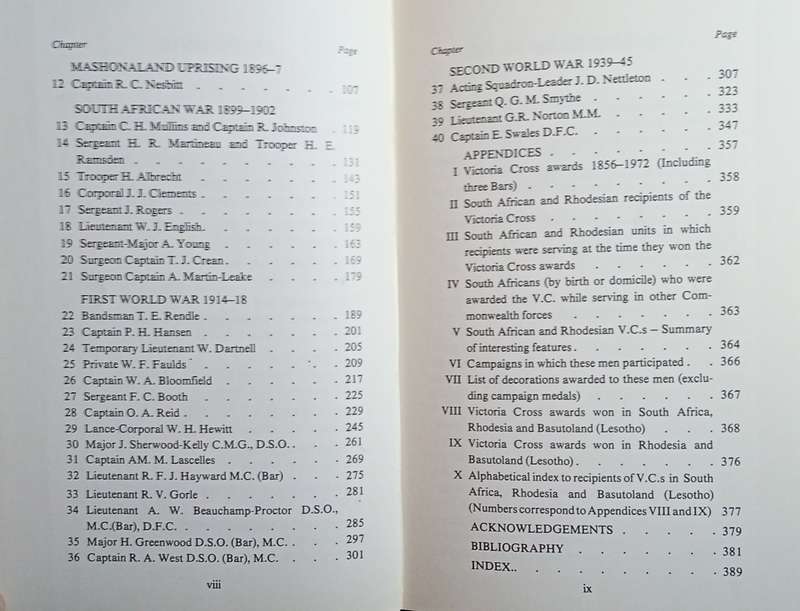 Chapter Page
MASHONALAND UPRISING 1896–7
12 Captain R. C. Nesbitt . . . . . . . 107
SOUTH AFRICAN WAR 1899–1902
13 Captain C. H. Mullins and Captain R. Johnston . 119
14 Sergeant H. R. Martineau and Trooper H. E.
Ramsden . . . . . . . . 131
15 Trooper H. Albrecht . . . . . . 143
16 Corporal J. J. Clements . . . . . . 151
17 Sergeant J. Rogers . . . . . . . 155
18 Lieutenant W. J. English . . . . . . 159
19 Sergeant-Major A. Young . . . . . 163
20 Surgeon Captain T. J. Crean . . . . . 169
21 Surgeon Captain A. Martin-Leake . . . . 179
FIRST WORLD WAR 1914–18
22 Bandsman T. E. Rendle . . . . . . 189
23 Captain P. H. Hansen . . . . . . 201
24 Temporary Lieutenant W. Dartnell . . . . 205
25 Private W. F. Faulds . . . . . . 209
26 Captain W. A. Bloomfield . . . . . 217
27 Sergeant F. C. Booth . . . . . . 225
28 Captain O. A. Reid . . . . . . . 229
29 Lance-Corporal W. H. Hewitt . . . . . 245
30 Major J. Sherwood-Kelly C.M.G., D.S.O. . . . 261
31 Captain AM. M. Lascelles . . . . . 269
32 Lieutenant R. F. J. Hayward M.C. (Bar) . . . 275
33 Lieutenant R. V. Gorle . . . . . . 281
34 Lieutenant A. W. Beauchamp-Proctor D.S.O.,
M.C.(Bar), D.F.C. . . . . . . . 285
35 Major H. Greenwood D.S.O. (Bar), M.C. . . . 297
36 Captain R. A. West D.S.O. (Bar), M.C. . . . 301
viii
Chapter Page
SECOND WORLD WAR 1939–45
37 Acting Squadron-Leader J. D. Nettleton . . . 307
38 Sergeant Q. G. M. Smythe . . . . . 323
39 Lieutenant G.R. Norton M.M. . . . . . 333
40 Captain E. Swales D.F.C. . . . . . 347
APPENDICES . . . . . . . . 357
I Victoria Cross awards 1856–1972 (Including
three Bars) . . . . . . . . 358
II South African and Rhodesian recipients of the
Victoria Cross . . . . . . . 359
III South African and Rhodesian units in which
recipients were serving at the time they won the
Victoria Cross awards . . . . . 362
IV South Africans (by birth or domicile) who were
awarded the V.C. while serving in other Com-
monwealth forces . . . . . . 363
V South African and Rhodesian V.C.s – Summary
of interesting features . . . . . . 364
VI Campaigns in which these men participated . . 366
VII List of decorations awarded to these men (exclu-
ding campaign medals) . . . . . 367
VIII Victoria Cross awards won in South Africa,
Rhodesia and Basutoland (Lesotho) . . . 368
IX Victoria Cross awards won in Rhodesia and
Basutoland (Lesotho) . . . . . . 376
X Alphabetical index to recipients of V.C.s in South
Africa, Rhodesia and Basutoland (Lesotho)
(Numbers correspond to Appendices VIII and IX) 377
ACKNOWLEDGEMENTS . . . . . 379
BIBLIOGRAPHY . . . . . . . 381
INDEX.. . . . . . . . . 389
ix